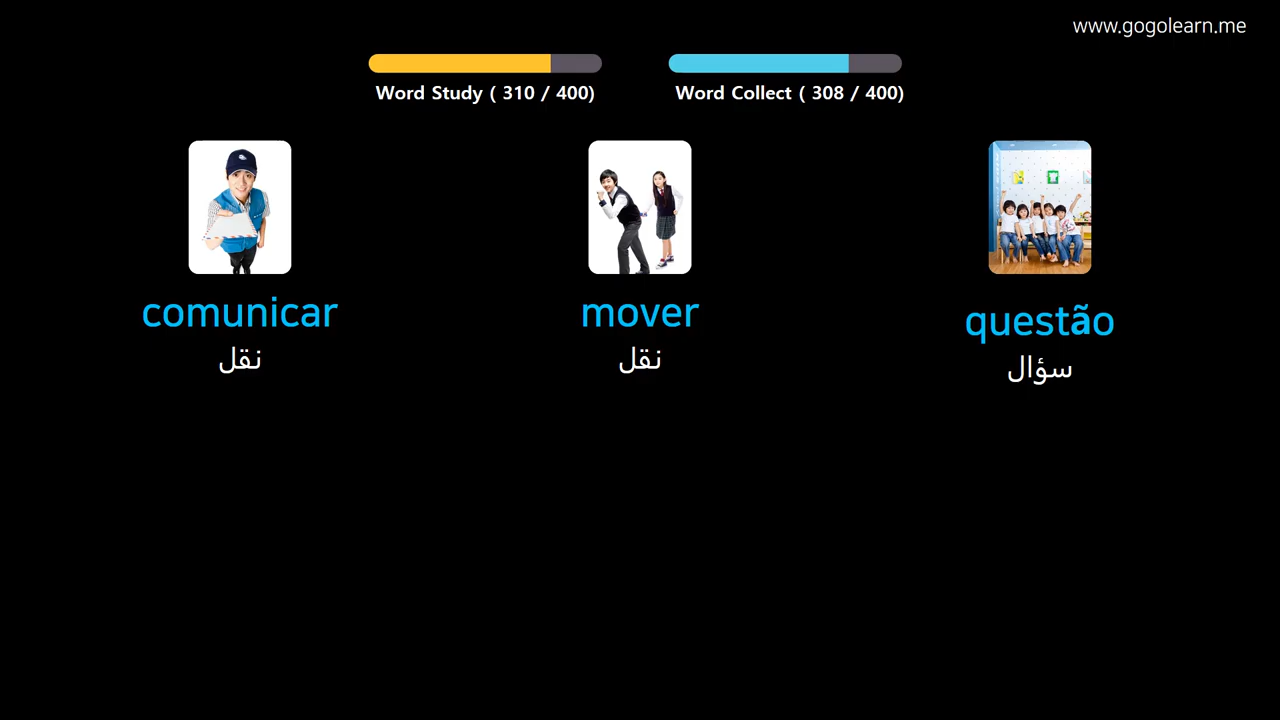 www.gogolearn.me
Word Study ( 310 / 400)
Word Collect ( 308 / 400)
comunicar
نقل
mover
نقل
questão
سؤال